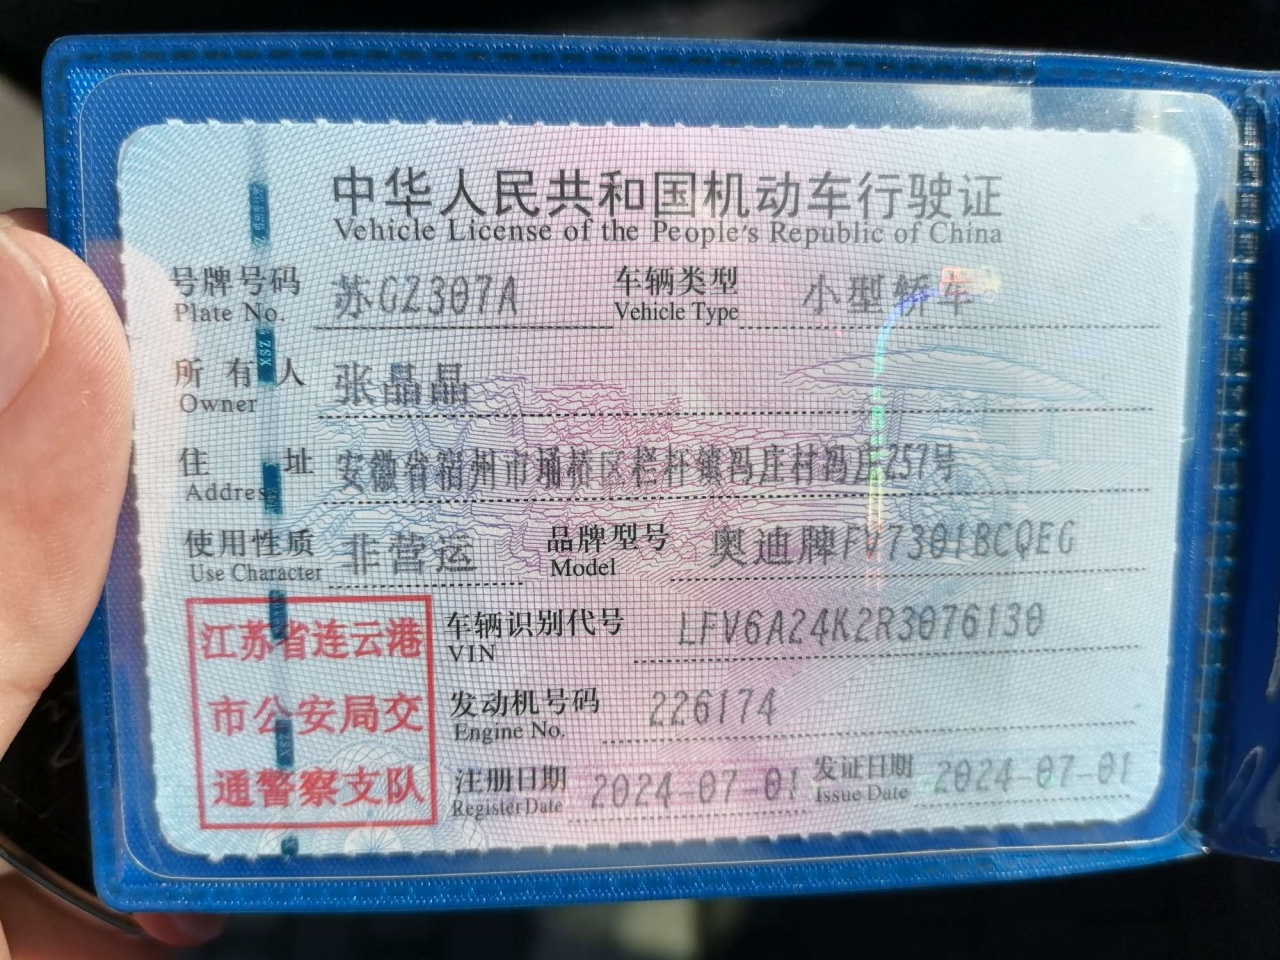 中华人民共和国机动车行驶证
Vehicle License of the People's Republic of China
号牌号码 苏GZ307A 车辆类型 小型轿车
Plate No. Vehicle Type
所有人 张晶晶
Owner
住址 安徽省宿州市埇桥区栏杆镇冯庄村冯庄257号
Address
使用性质 非营运 品牌型号 奥迪牌FV7301BCQEG
Use Character Model
江苏省连云港
市公安局交
通警察支队
车辆识别代号 LFV6A24K2R3076130
VIN
发动机号码 226174
Engine No.
注册日期 2024-07-01 发证日期 2024-07-01
Register Date Issue Date